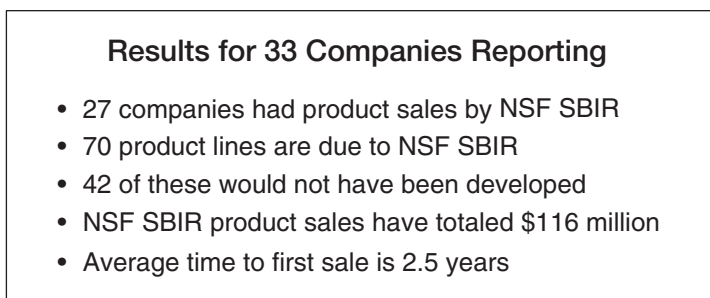 Results for 33 Companies Reporting
• 27 companies had product sales by NSF SBIR
• 70 product lines are due to NSF SBIR
• 42 of these would not have been developed
• NSF SBIR product sales have totaled $116 million
• Average time to first sale is 2.5 years